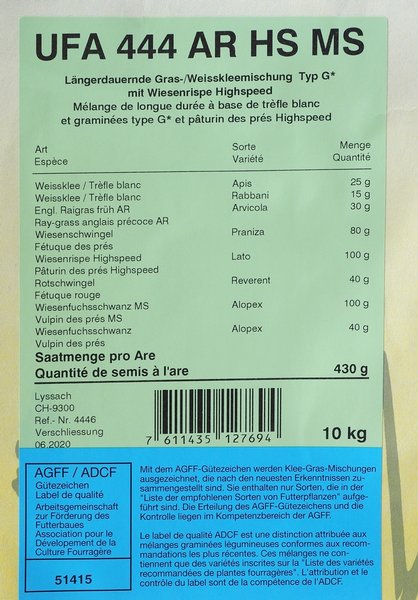 UFA 444 AR HS MS
Längerdauernde Gras-/Weisskleemischung Typ G*
mit Wiesenrispe Highspeed
Mélange de longue durée à base de trèfle blanc
et graminées type G* et pâturin des prés Highspeed
Art Sorte Menge
Espèce Variété Quantité
Weissklee / Trèfle blanc Apis 25 g
Weissklee / Trèfle blanc Rabbani 15 g
Engl. Raigras früh AR Arvicola 30 g
Ray-grass anglais précoce AR
Wiesenschwingel Praniza 80 g
Fétuque des prés
Wiesenrispe Highspeed Lato 100 g
Pâturin des prés Highspeed
Rotschwingel Reverent 40 g
Fétuque rouge
Wiesenfuchsschwanz MS Alopex 100 g
Vulpin des prés MS
Wiesenfuchsschwanz Alopex 40 g
Vulpin des prés
Saatmenge pro Are
Quantité de semis à l'are 430 g
Lyssach
CH-9300
Ref.- Nr. 4446
Verschliessung
06.2020
7 611435 127694
10 kg
AGFF / ADCF
Gütezeichen
Label de qualité
Arbeitsgemeinschaft
zur Förderung des
Futterbaues
Association pour le
Dévelopement de la
Culture Fourragère
51415
Mit dem AGFF-Gütezeichen werden Klee-Gras-Mischungen
ausgezeichnet, die nach den neusten Erkenntnissen zu-
sammengestellt sind. Sie enthalten nur Sorten, die in der
"Liste der empfohlenen Sorten von Futterpflanzen" aufge-
führt sind. Die Erteilung des AGFF-Gütezeichens und die
Kontrolle liegen im Kompetenzbereich der AGFF.
Le label de qualité ADCF est une distinction attribuée aux
mélanges graminées légumineuses conformes aux recom-
mandations les plus récentes. Ces mélanges ne con-
tiennent que des variétés inscrites sur la "Liste des variétés
recommandées de plantes fourragères". L'attribution et le
contrôle du label sont de la compétence de l'ADCF.